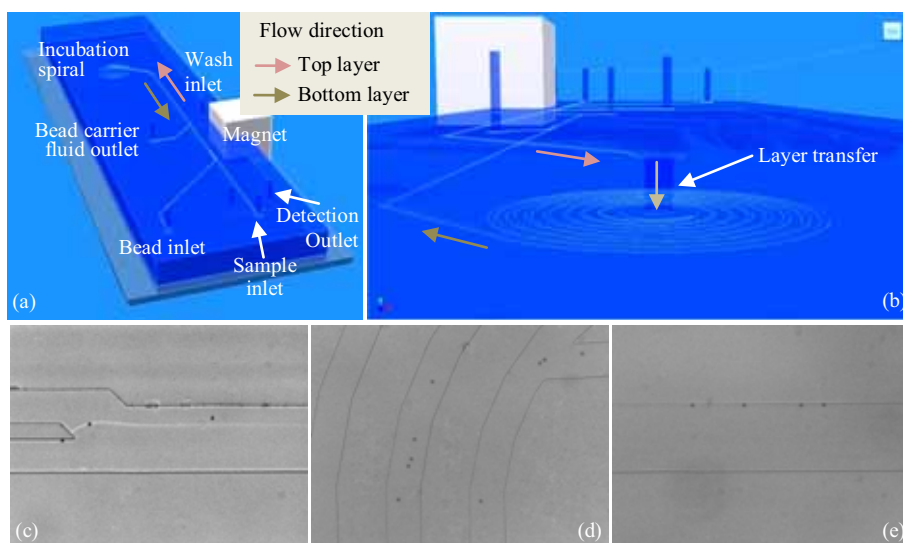 Flow direction
Top layer
Bottom layer
Incubation
spiral
Wash
inlet
Bead carrier
fluid outlet
Magnet
Detection
Outlet
Bead inlet
Sample
inlet
(a)
Layer transfer
(b)
(c)
(d)
(e)